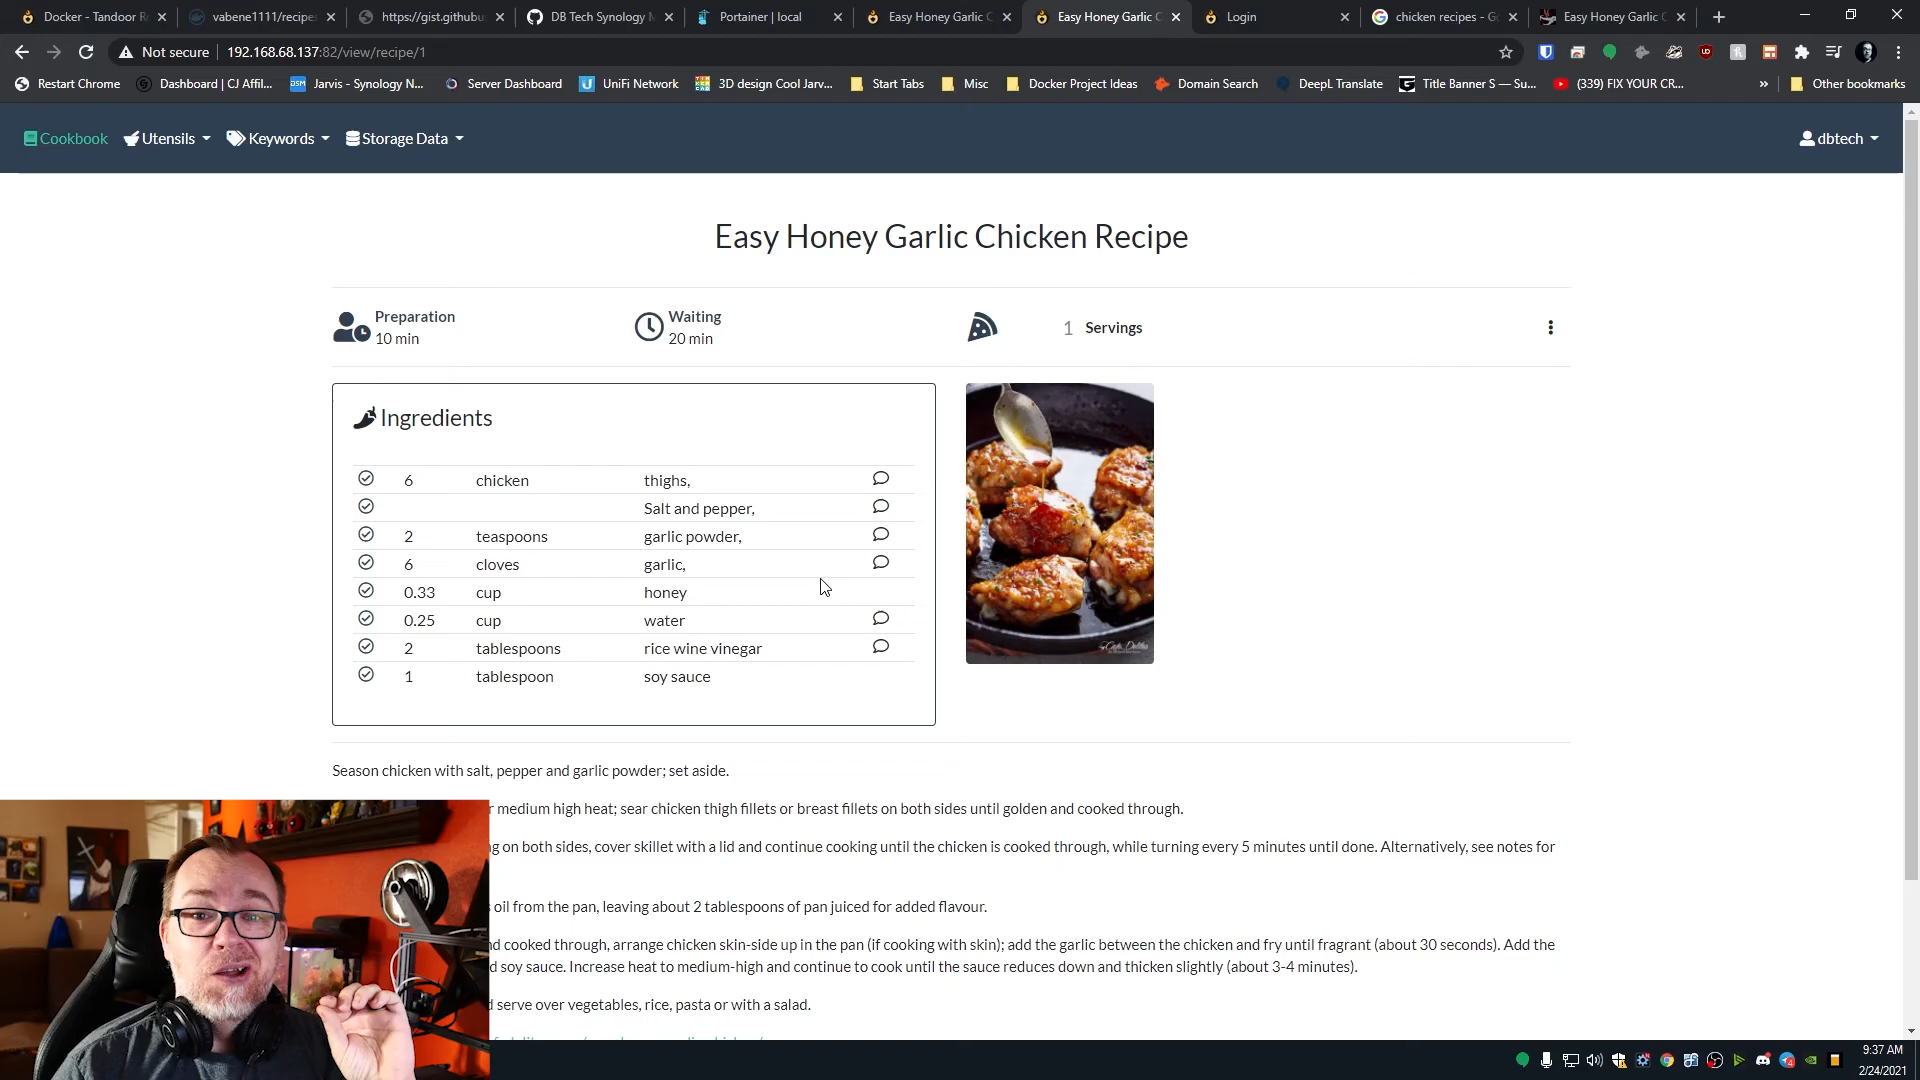 Docker - Tandoor R
vabene1111/recipe
https://gist.githubu
DB Tech Synology M
Portainer | local
Easy Honey Garlic C
Easy Honey Garlic C
Login
chicken recipes - Go
Easy Honey Garlic C
Not secure
192.168.68.137:82/view/recipe/1
Restart Chrome
Dashboard | CJ Affil...
Jarvis - Synology N...
Server Dashboard
UniFi Network
3D design Cool Jarv...
Start Tabs
Misc
Docker Project Ideas
Domain Search
DeepL Translate
Title Banner S — Su...
(339) FIX YOUR CR...
»
Other bookmarks
Cookbook
Utensils
Keywords
Storage Data
dbtech
Easy Honey Garlic Chicken Recipe
Preparation
10 min
Waiting
20 min
1 Servings
Ingredients
6 chicken thighs,
Salt and pepper,
2 teaspoons garlic powder,
6 cloves garlic,
0.33 cup honey
0.25 cup water
2 tablespoons rice wine vinegar
1 tablespoon soy sauce
Season chicken with salt, pepper and garlic powder; set aside.
r medium high heat; sear chicken thigh fillets or breast fillets on both sides until golden and cooked through.
ng on both sides, cover skillet with a lid and continue cooking until the chicken is cooked through, while turning every 5 minutes until done. Alternatively, see notes for
oil from the pan, leaving about 2 tablespoons of pan juiced for added flavour.
nd cooked through, arrange chicken skin-side up in the pan (if cooking with skin); add the garlic between the chicken and fry until fragrant (about 30 seconds). Add the
d soy sauce. Increase heat to medium-high and continue to cook until the sauce reduces down and thicken slightly (about 3-4 minutes).
d serve over vegetables, rice, pasta or with a salad.
9:37 AM
2/24/2021